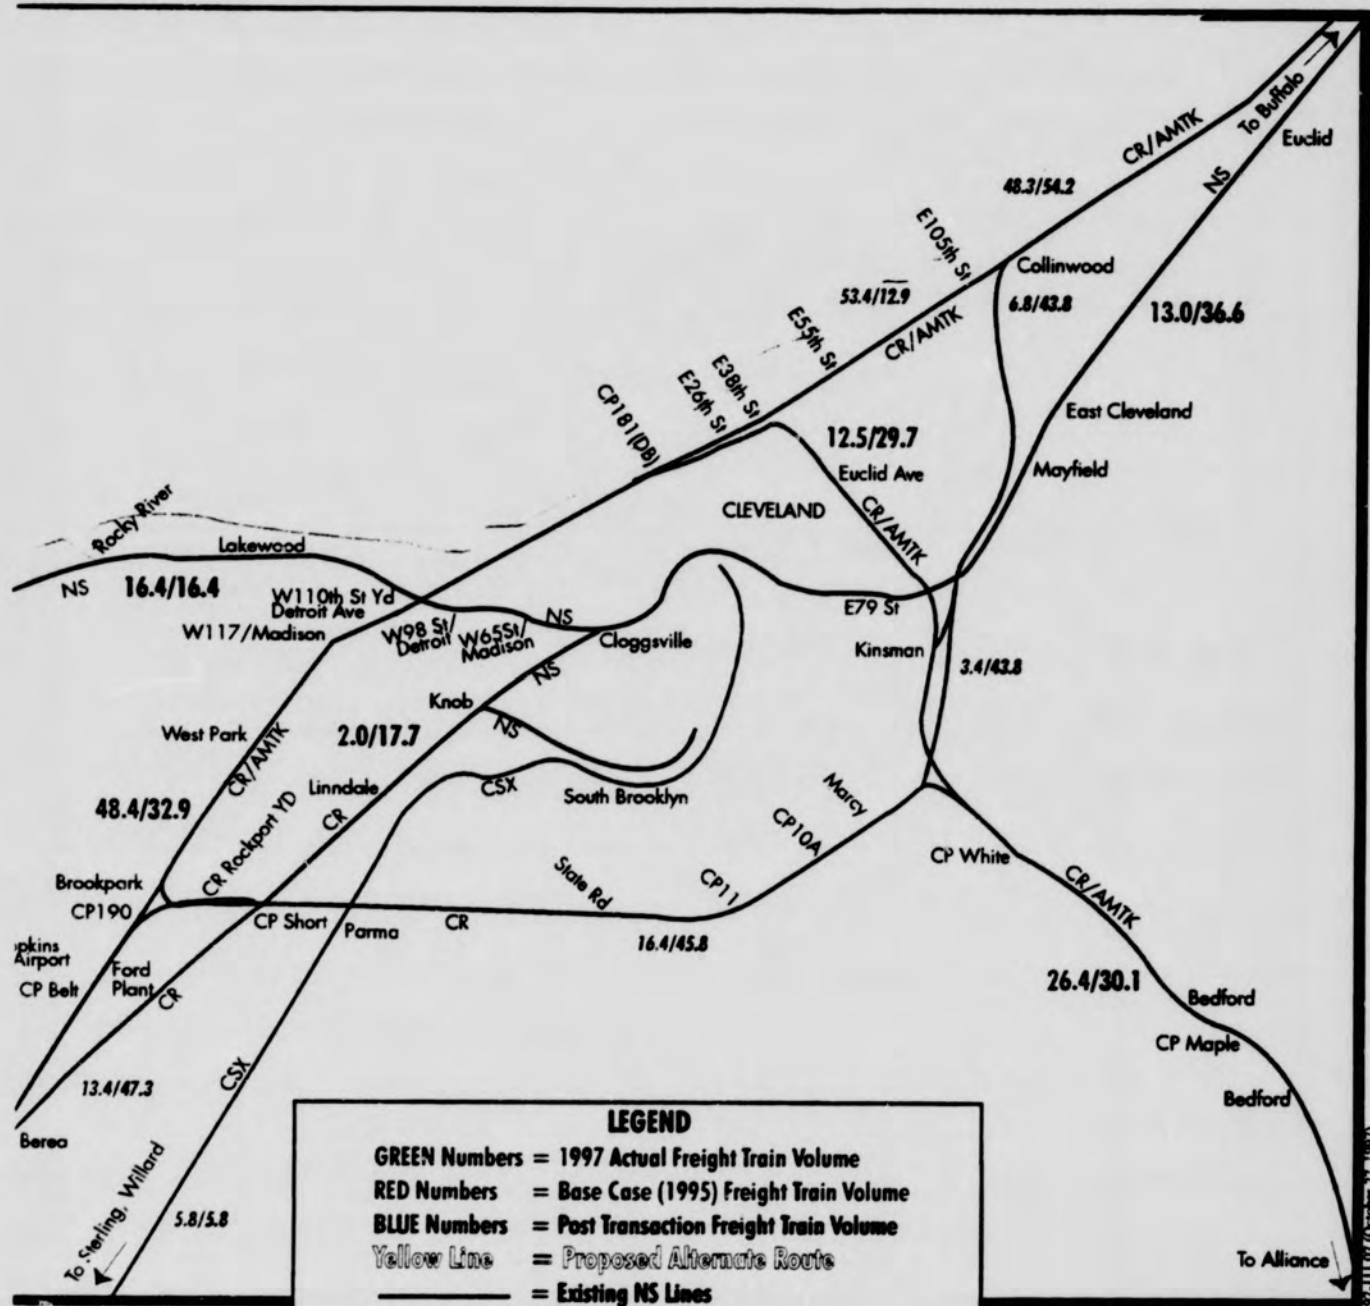 To Buffalo
Euclid
CR/AMTK
NS
48.3/54.2
E105th St
Collinwood
53.4/12.9
6.8/43.8
13.0/36.6
E55th St
CR/AMTK
E38th St
E26th St
CP181(DB)
East Cleveland
12.5/29.7
Mayfield
Euclid Ave
CLEVELAND
CR/AMTK
Rocky River
Lakewood
NS
16.4/16.4
W110th St Yd
Detroit Ave
W117/Madison
W98 St/
Detroit
W65St/
Madison
NS
Cloggsville
E79 St
Kinsman
3.4/43.8
NS
Knob
NS
West Park
2.0/17.7
CR/AMTK
Linndale
CR
CSX
South Brooklyn
Marcy
48.4/32.9
CR Rockport YD
CP10A
CP White
Brookpark
CP190
State Rd
CP11
CR/AMTK
CP Short
Parma
CR
16.4/45.8
opkins
Airport
CP Belt
Ford
Plant
CR
26.4/30.1
Bedford
CP Maple
Bedford
13.4/47.3
CSX
Berea
To Sterling, Willard
5.8/5.8
To Alliance
LEGEND
GREEN Numbers = 1997 Actual Freight Train Volume
RED Numbers = Base Case (1995) Freight Train Volume
BLUE Numbers = Post Transaction Freight Train Volume
Yellow Line = Proposed Alternate Route
= Existing NS Lines